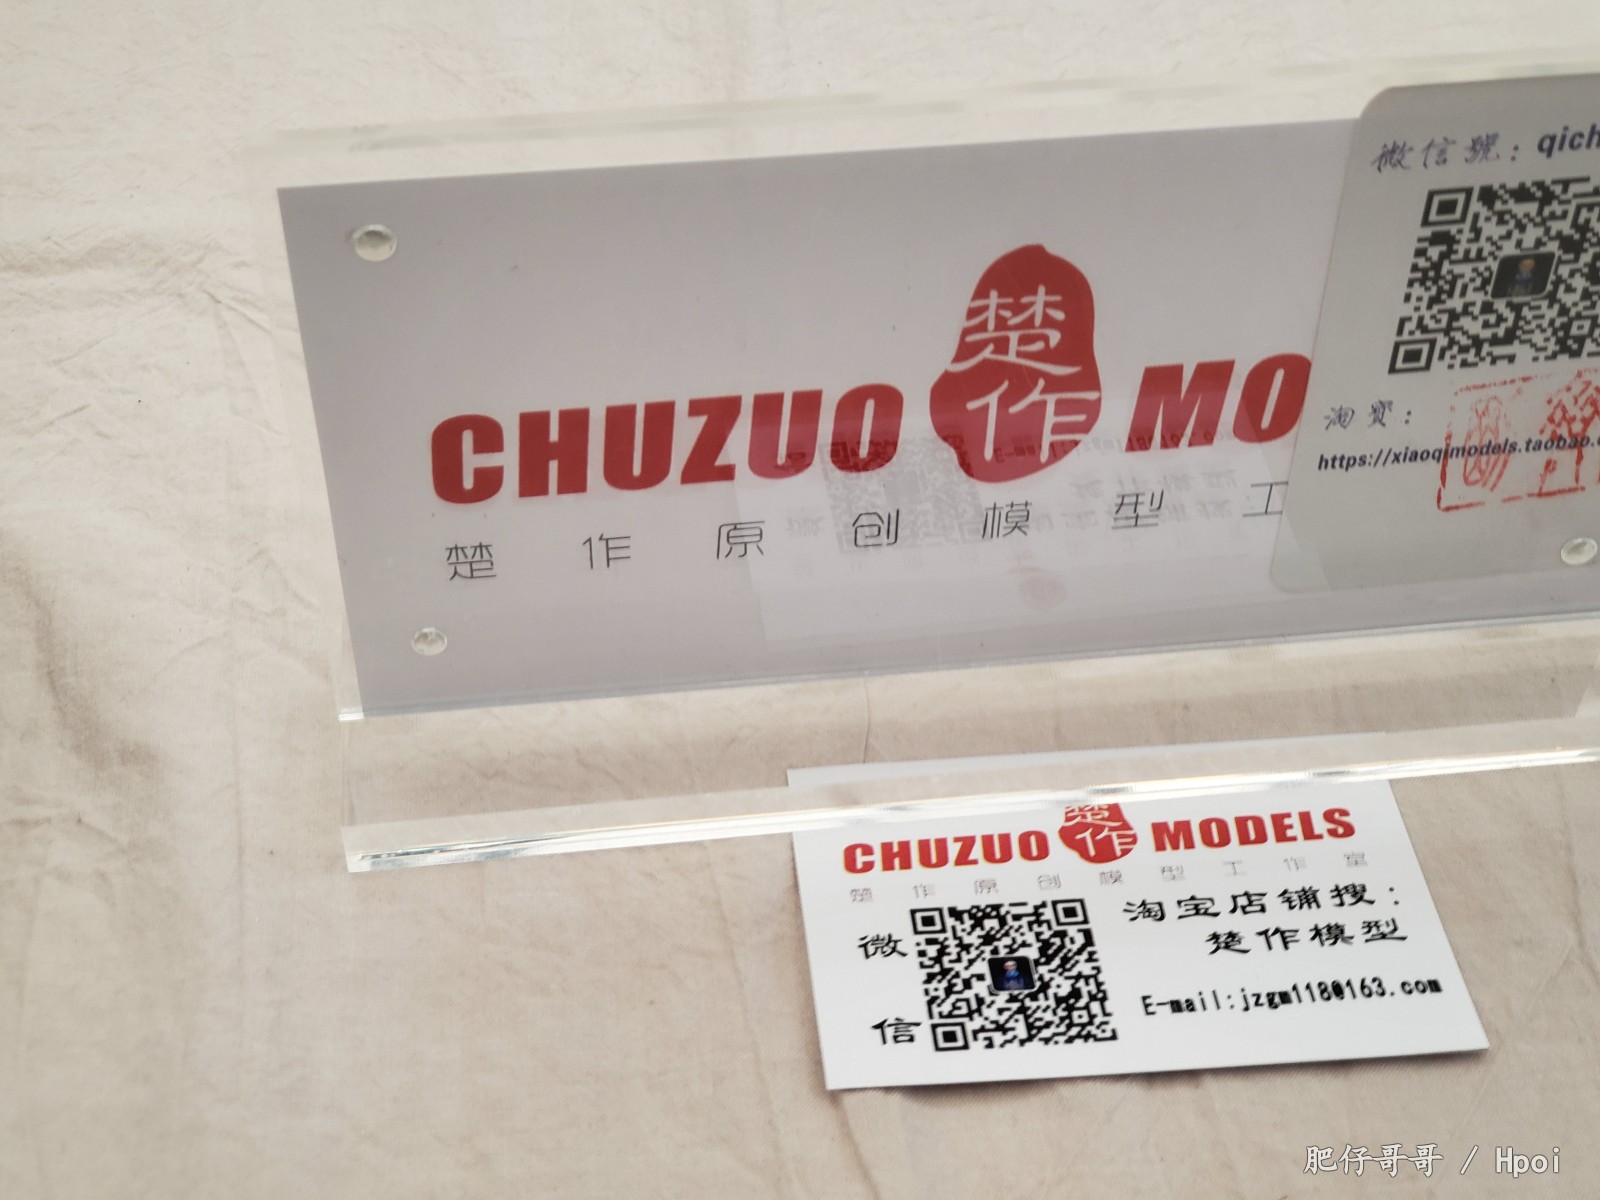 CHUZUO 楚作 MO
楚作原创模型工
微信號：qich
淘寶：
https://xiaoqimodels.taobao.c
CHUZUO 楚作 MODELS
楚作原创模型工作室
微信
淘宝店铺搜：
楚作模型
E-mail:jzgm1180163.com
肥仔哥哥 / Hpoi